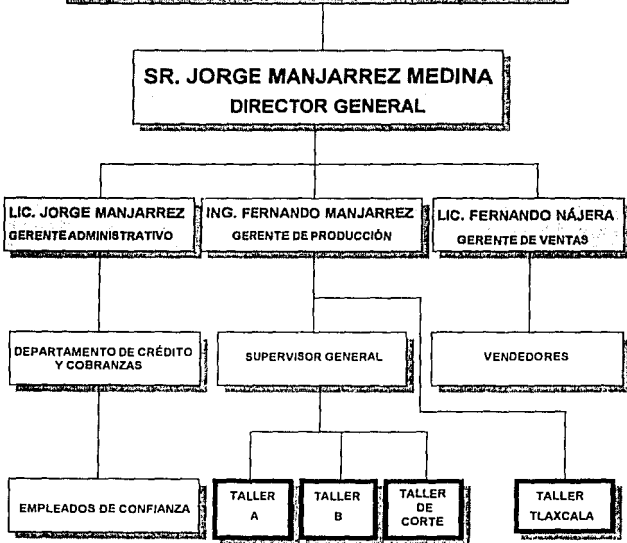 SR. JORGE MANJARREZ MEDINA
DIRECTOR GENERAL
LIC. JORGE MANJARREZ
GERENTE ADMINISTRATIVO
ING. FERNANDO MANJARREZ
GERENTE DE PRODUCCIÓN
LIC. FERNANDO NÁJERA
GERENTE DE VENTAS
DEPARTAMENTO DE CRÉDITO
Y COBRANZAS
SUPERVISOR GENERAL
VENDEDORES
EMPLEADOS DE CONFIANZA
TALLER
A
TALLER
B
TALLER
DE
CORTE
TALLER
TLAXCALA